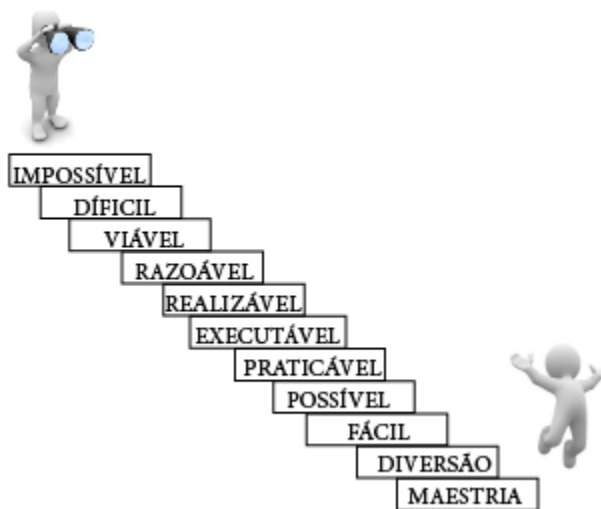 IMPOSSÍVEL
DÍFICIL
VIÁVEL
RAZOÁVEL
REALIZÁVEL
EXECUTÁVEL
PRATICÁVEL
POSSÍVEL
FÁCIL
DIVERSÃO
MAESTRIA